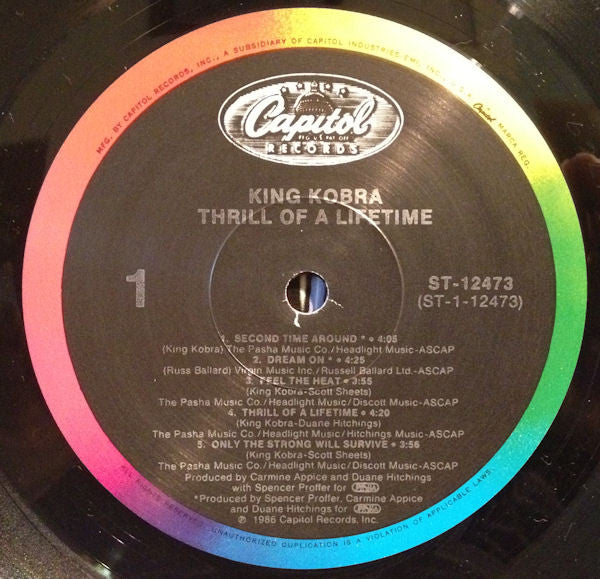 MFG. BY CAPITOL RECORDS, INC., A SUBSIDIARY OF CAPITOL INDUSTRIES-EMI, INC., U.S.A.
Capitol MARCA REG.
Capitol
REG US PAT OFF
RECORDS
KING KOBRA
THRILL OF A LIFETIME
1
ST-12473
(ST-1-12473)
1. SECOND TIME AROUND * • 4:05
(King Kobra) The Pasha Music Co./Headlight Music-ASCAP
2. DREAM ON * • 4:25
(Russ Ballard) Virgin Music Inc./Russell Ballard Ltd.-ASCAP
3. FEEL THE HEAT • 3:55
(King Kobra-Scott Sheets)
The Pasha Music Co./Headlight Music/Discott Music-ASCAP
4. THRILL OF A LIFETIME • 4:20
(King Kobra-Duane Hitchings)
The Pasha Music Co./Headlight Music/Hitchings Music-ASCAP
5. ONLY THE STRONG WILL SURVIVE • 3:56
(King Kobra-Scott Sheets)
The Pasha Music Co./Headlight Music/Discott Music-ASCAP
Produced by Carmine Appice and Duane Hitchings
with Spencer Proffer for Pasha
*Produced by Spencer Proffer, Carmine Appice
and Duane Hitchings for Pasha
℗ 1986 Capitol Records, Inc.
ALL RIGHTS RESERVED. UNAUTHORIZED DUPLICATION IS A VIOLATION OF APPLICABLE LAWS.